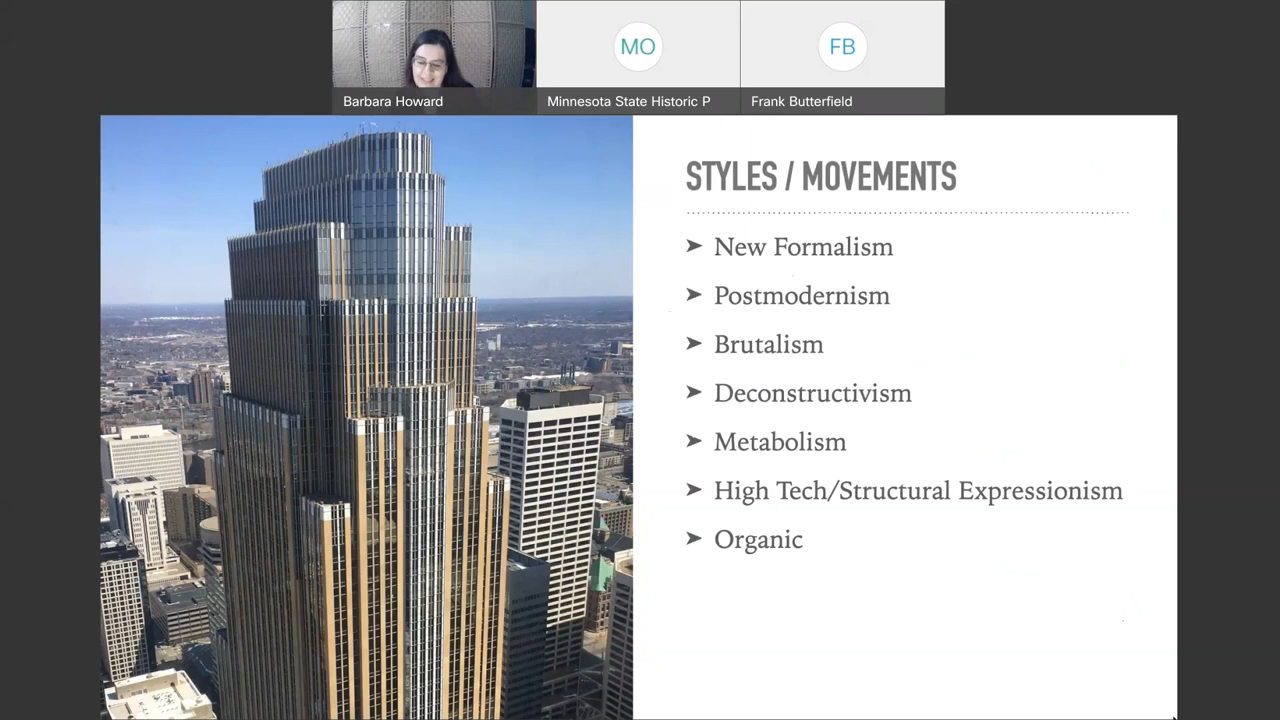 MO
FB
Barbara Howard
Minnesota State Historic P
Frank Butterfield
STYLES / MOVEMENTS
➤ New Formalism
➤ Postmodernism
➤ Brutalism
➤ Deconstructivism
➤ Metabolism
➤ High Tech/Structural Expressionism
➤ Organic